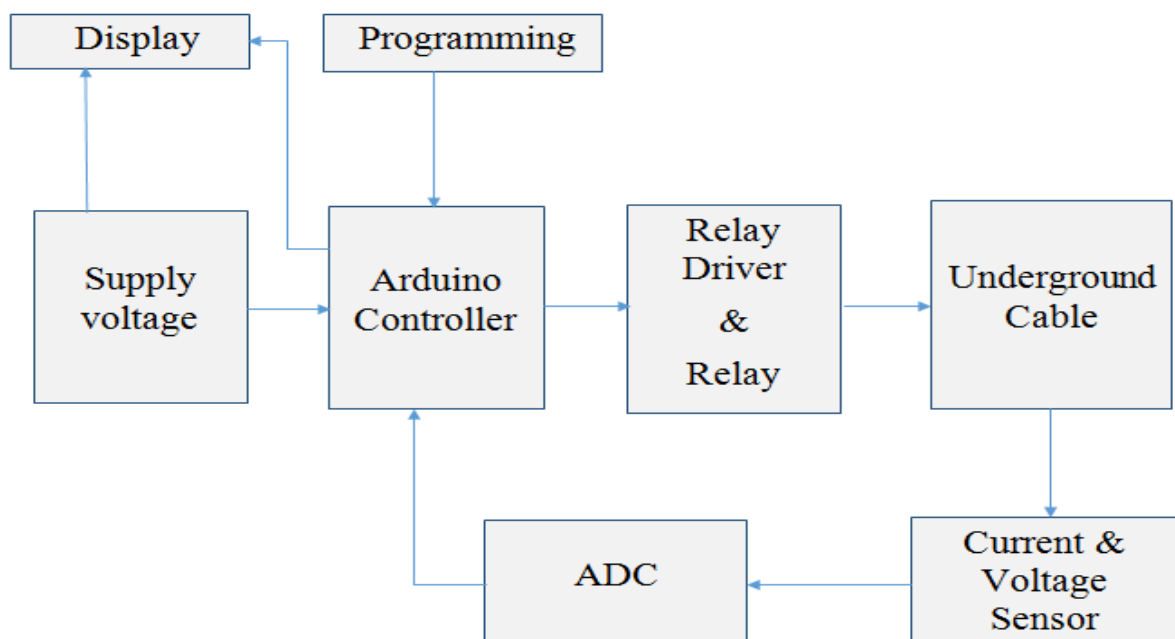 Display
Programming
Supply
voltage
Arduino
Controller
Relay
Driver
&
Relay
Underground
Cable
ADC
Current &
Voltage
Sensor